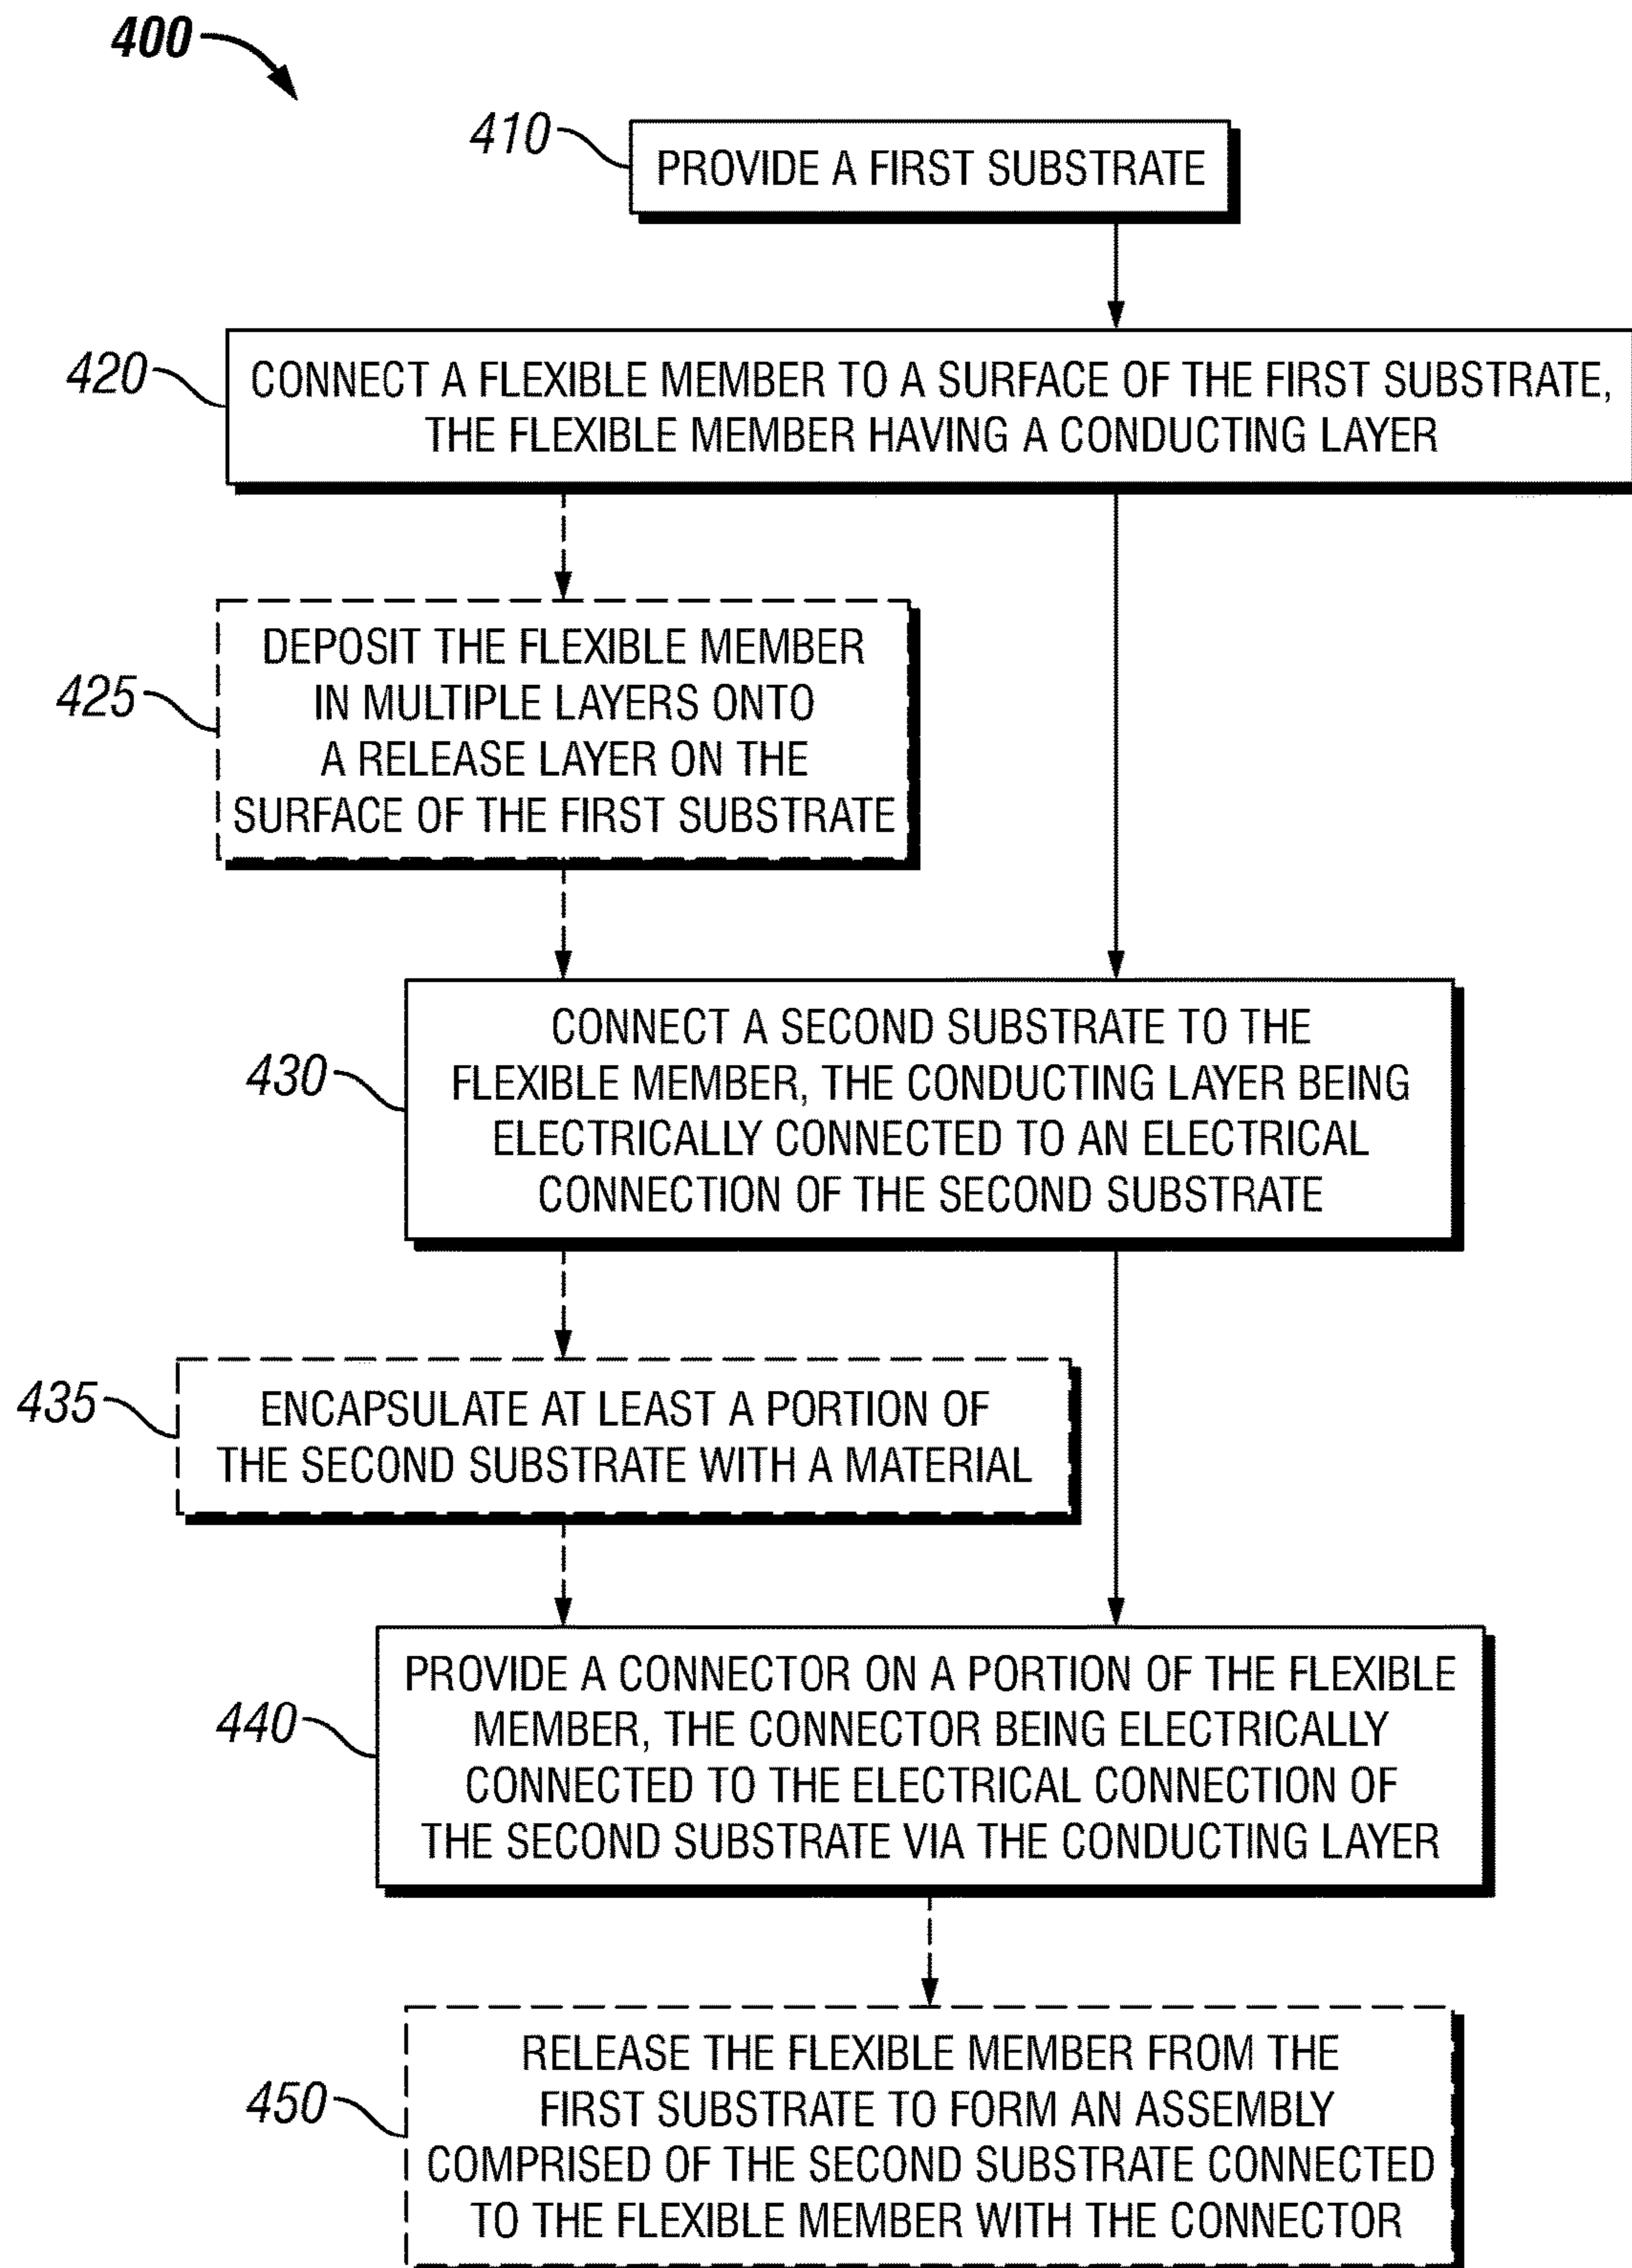 400
410
PROVIDE A FIRST SUBSTRATE
420
CONNECT A FLEXIBLE MEMBER TO A SURFACE OF THE FIRST SUBSTRATE,
THE FLEXIBLE MEMBER HAVING A CONDUCTING LAYER
425
DEPOSIT THE FLEXIBLE MEMBER
IN MULTIPLE LAYERS ONTO
A RELEASE LAYER ON THE
SURFACE OF THE FIRST SUBSTRATE
430
CONNECT A SECOND SUBSTRATE TO THE
FLEXIBLE MEMBER, THE CONDUCTING LAYER BEING
ELECTRICALLY CONNECTED TO AN ELECTRICAL
CONNECTION OF THE SECOND SUBSTRATE
435
ENCAPSULATE AT LEAST A PORTION OF
THE SECOND SUBSTRATE WITH A MATERIAL
440
PROVIDE A CONNECTOR ON A PORTION OF THE FLEXIBLE
MEMBER, THE CONNECTOR BEING ELECTRICALLY
CONNECTED TO THE ELECTRICAL CONNECTION OF
THE SECOND SUBSTRATE VIA THE CONDUCTING LAYER
450
RELEASE THE FLEXIBLE MEMBER FROM THE
FIRST SUBSTRATE TO FORM AN ASSEMBLY
COMPRISED OF THE SECOND SUBSTRATE CONNECTED
TO THE FLEXIBLE MEMBER WITH THE CONNECTOR